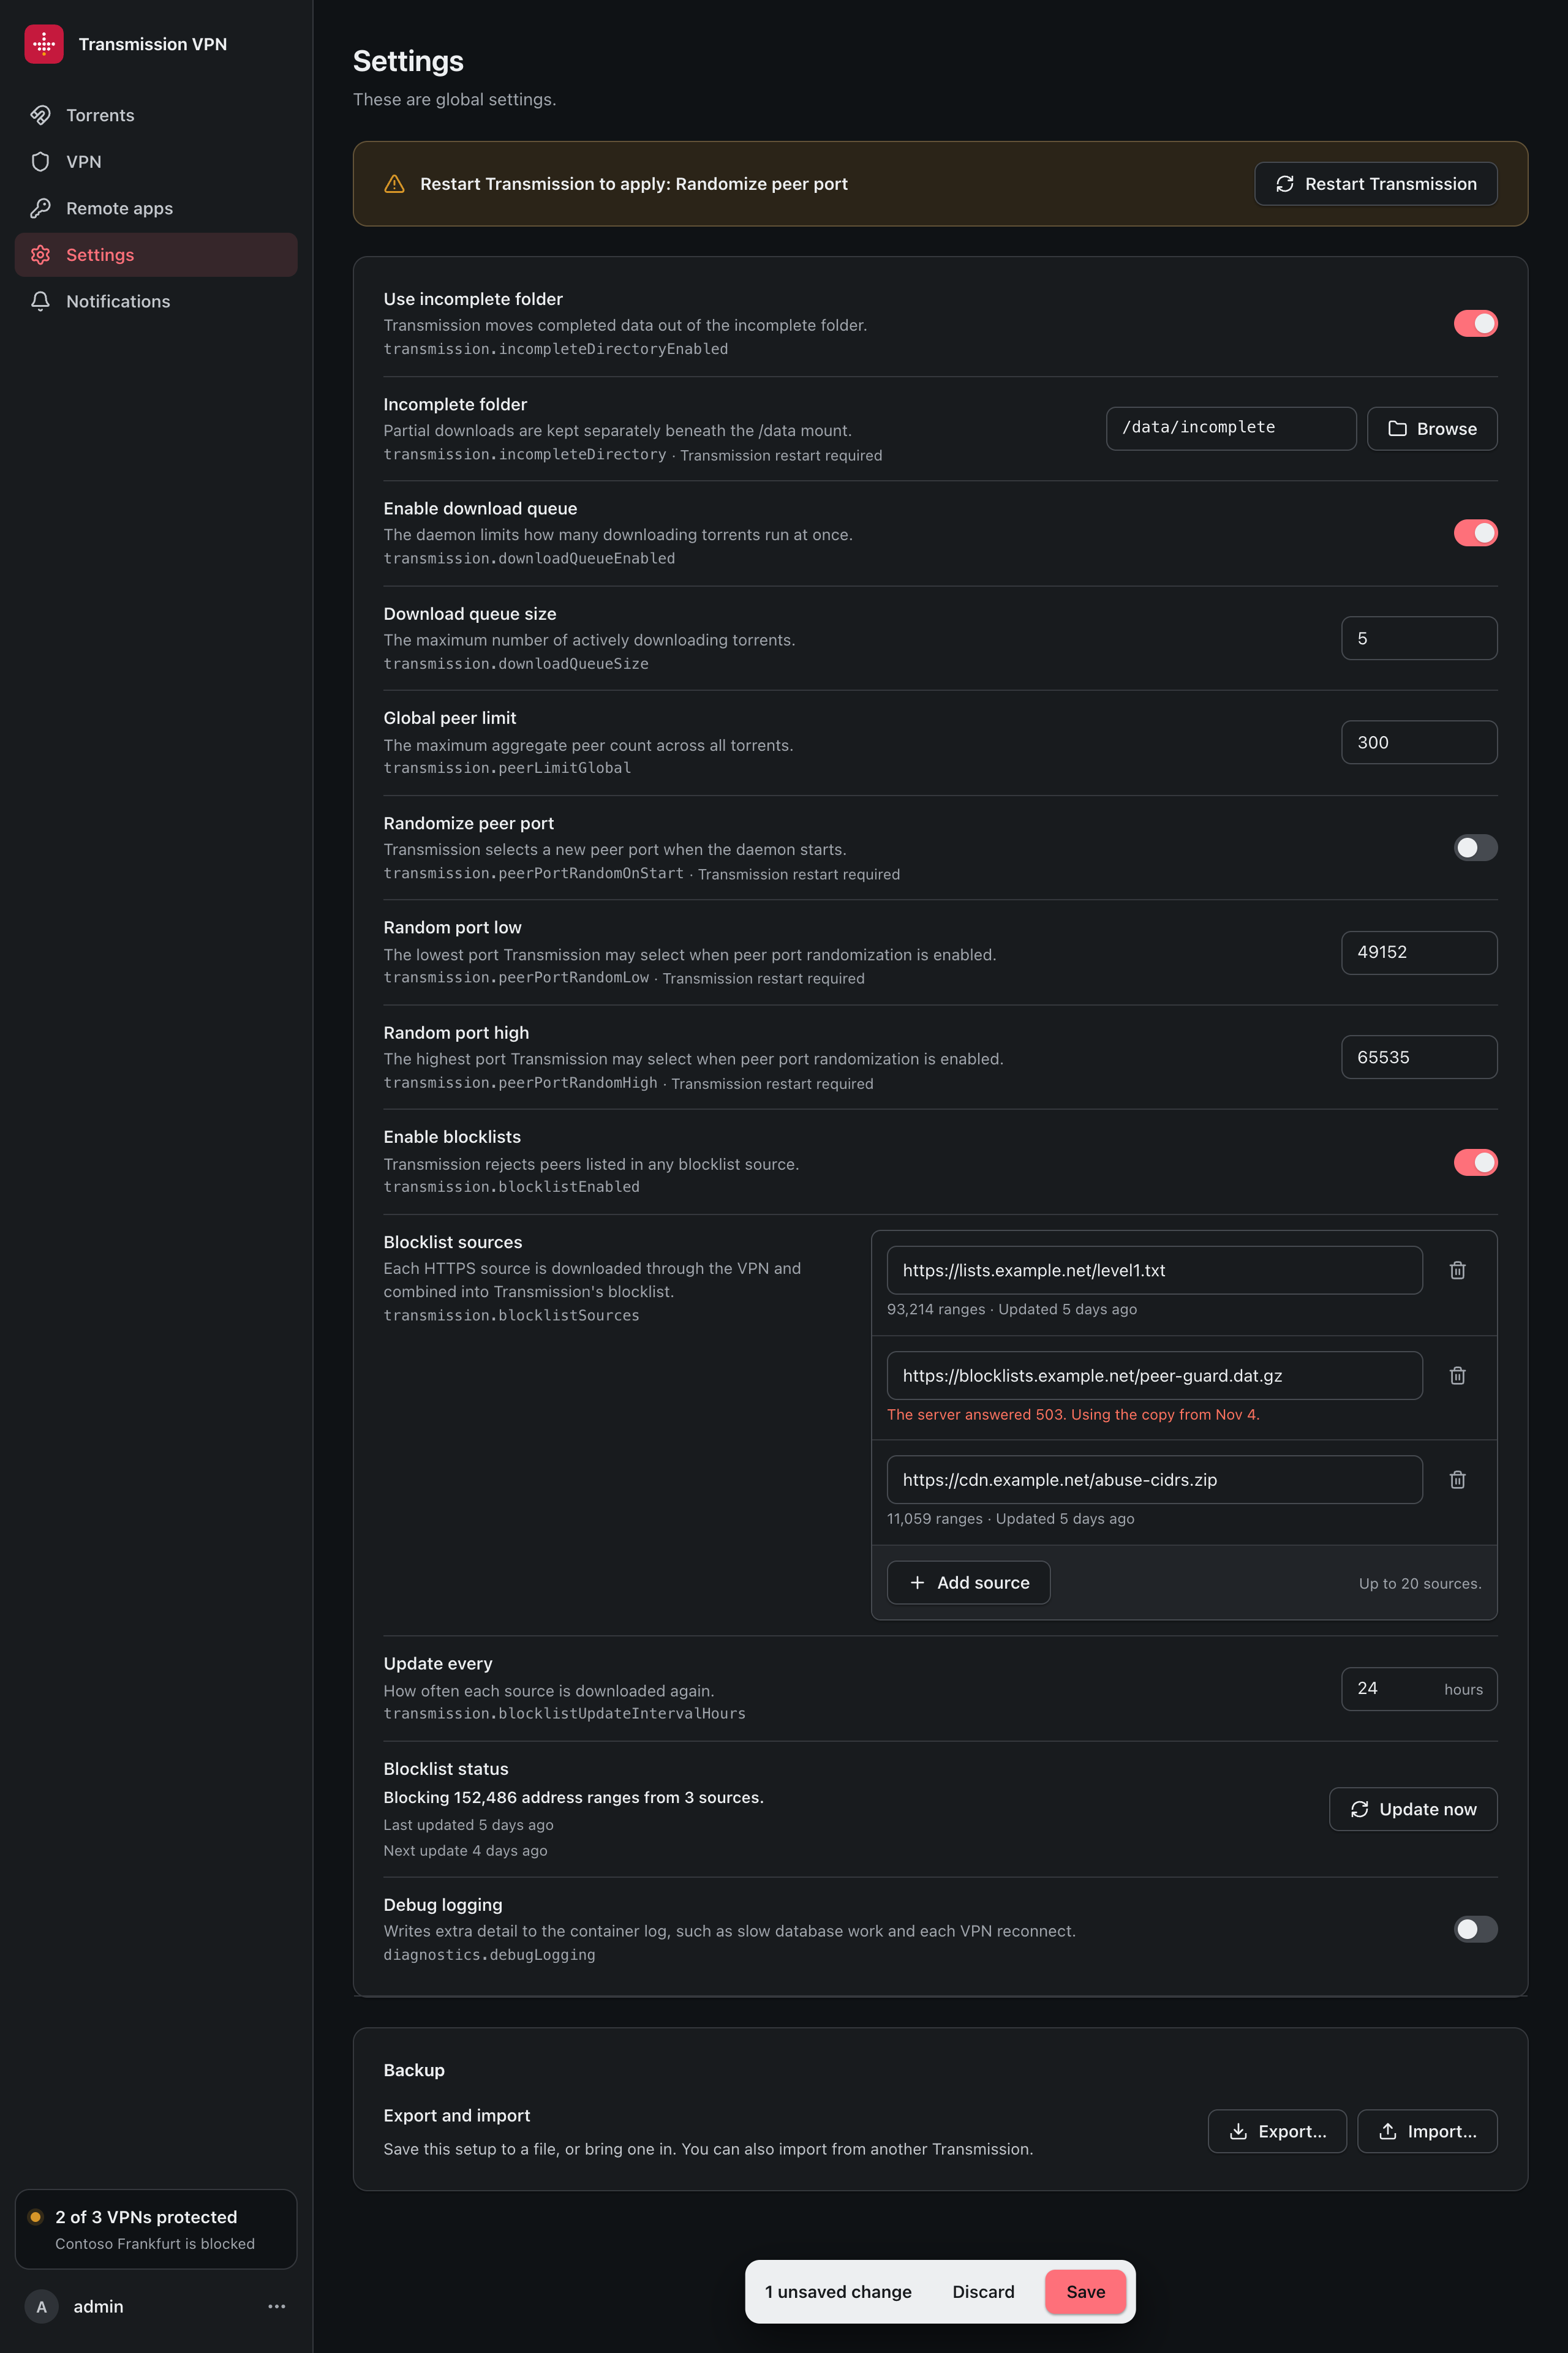 Transmission VPN
Torrents
VPN
Remote apps
Settings
Notifications
2 of 3 VPNs protected
Contoso Frankfurt is blocked
A admin
Settings
These are global settings.
Restart Transmission to apply: Randomize peer port
Restart Transmission
Use incomplete folder
Transmission moves completed data out of the incomplete folder.
transmission.incompleteDirectoryEnabled
Incomplete folder
Partial downloads are kept separately beneath the /data mount.
transmission.incompleteDirectory · Transmission restart required
/data/incomplete
Browse
Enable download queue
The daemon limits how many downloading torrents run at once.
transmission.downloadQueueEnabled
Download queue size
The maximum number of actively downloading torrents.
transmission.downloadQueueSize
5
Global peer limit
The maximum aggregate peer count across all torrents.
transmission.peerLimitGlobal
300
Randomize peer port
Transmission selects a new peer port when the daemon starts.
transmission.peerPortRandomOnStart · Transmission restart required
Random port low
The lowest port Transmission may select when peer port randomization is enabled.
transmission.peerPortRandomLow · Transmission restart required
49152
Random port high
The highest port Transmission may select when peer port randomization is enabled.
transmission.peerPortRandomHigh · Transmission restart required
65535
Enable blocklists
Transmission rejects peers listed in any blocklist source.
transmission.blocklistEnabled
Blocklist sources
Each HTTPS source is downloaded through the VPN and
combined into Transmission's blocklist.
transmission.blocklistSources
https://lists.example.net/level1.txt
93,214 ranges · Updated 5 days ago
https://blocklists.example.net/peer-guard.dat.gz
The server answered 503. Using the copy from Nov 4.
https://cdn.example.net/abuse-cidrs.zip
11,059 ranges · Updated 5 days ago
Add source
Up to 20 sources.
Update every
How often each source is downloaded again.
transmission.blocklistUpdateIntervalHours
24 hours
Blocklist status
Blocking 152,486 address ranges from 3 sources.
Last updated 5 days ago
Next update 4 days ago
Update now
Debug logging
Writes extra detail to the container log, such as slow database work and each VPN reconnect.
diagnostics.debugLogging
Backup
Export and import
Save this setup to a file, or bring one in. You can also import from another Transmission.
Export...
Import...
1 unsaved change
Discard
Save